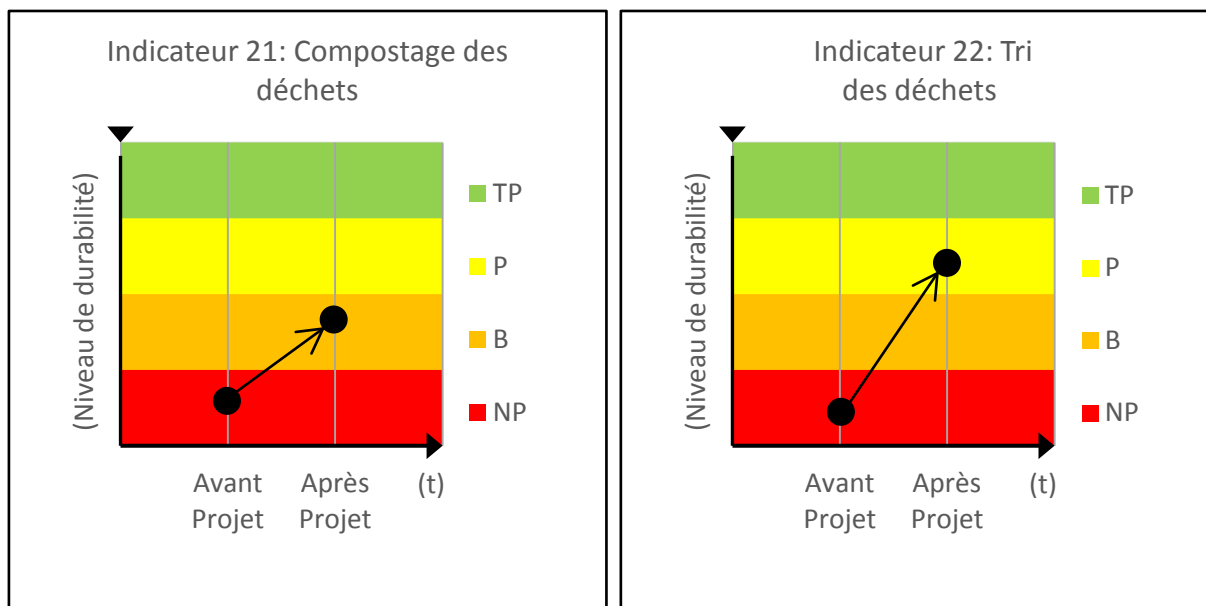 Indicateur 21: Compostage des
déchets
(Niveau de durabilité)
TP
P
B
NP
Avant
Projet
Après
Projet
(t)
Indicateur 22: Tri
des déchets
(Niveau de durabilité)
TP
P
B
NP
Avant
Projet
Après
Projet
(t)